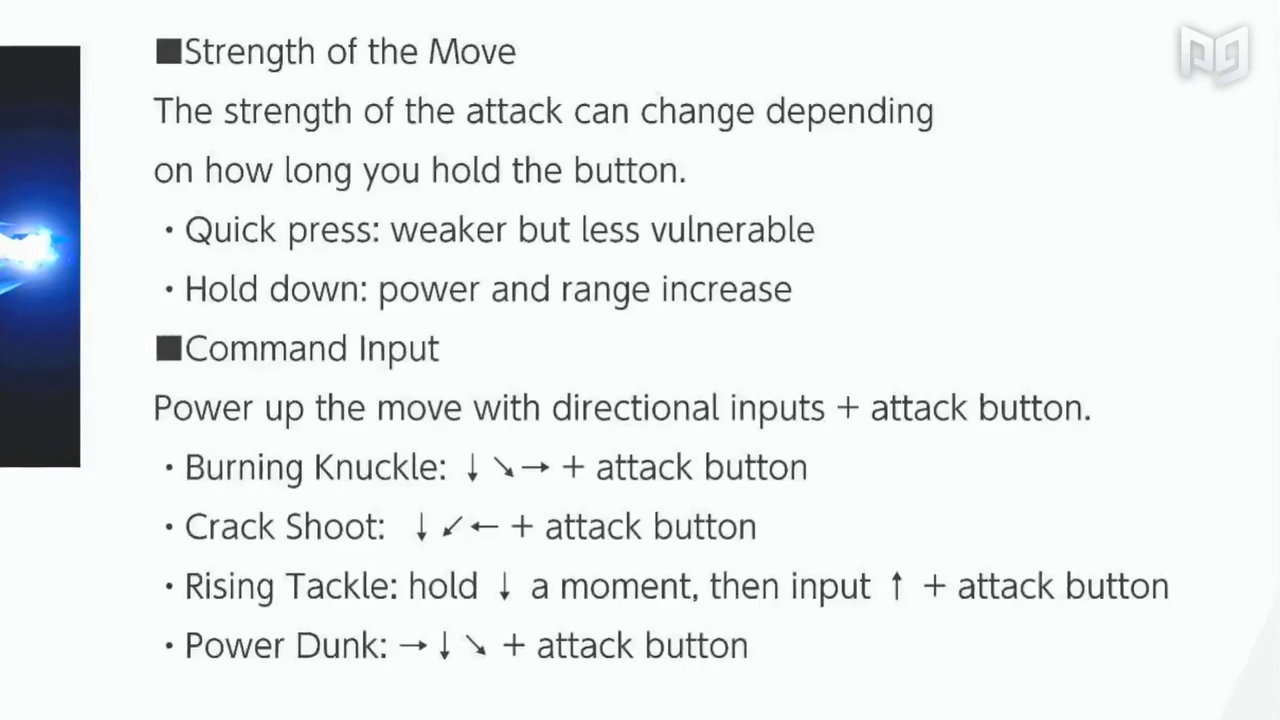 ■Strength of the Move
The strength of the attack can change depending
on how long you hold the button.
・Quick press: weaker but less vulnerable
・Hold down: power and range increase
■Command Input
Power up the move with directional inputs + attack button.
・Burning Knuckle: ↓↘→ + attack button
・Crack Shoot: ↓↙← + attack button
・Rising Tackle: hold ↓ a moment, then input ↑ + attack button
・Power Dunk: →↓↘ + attack button